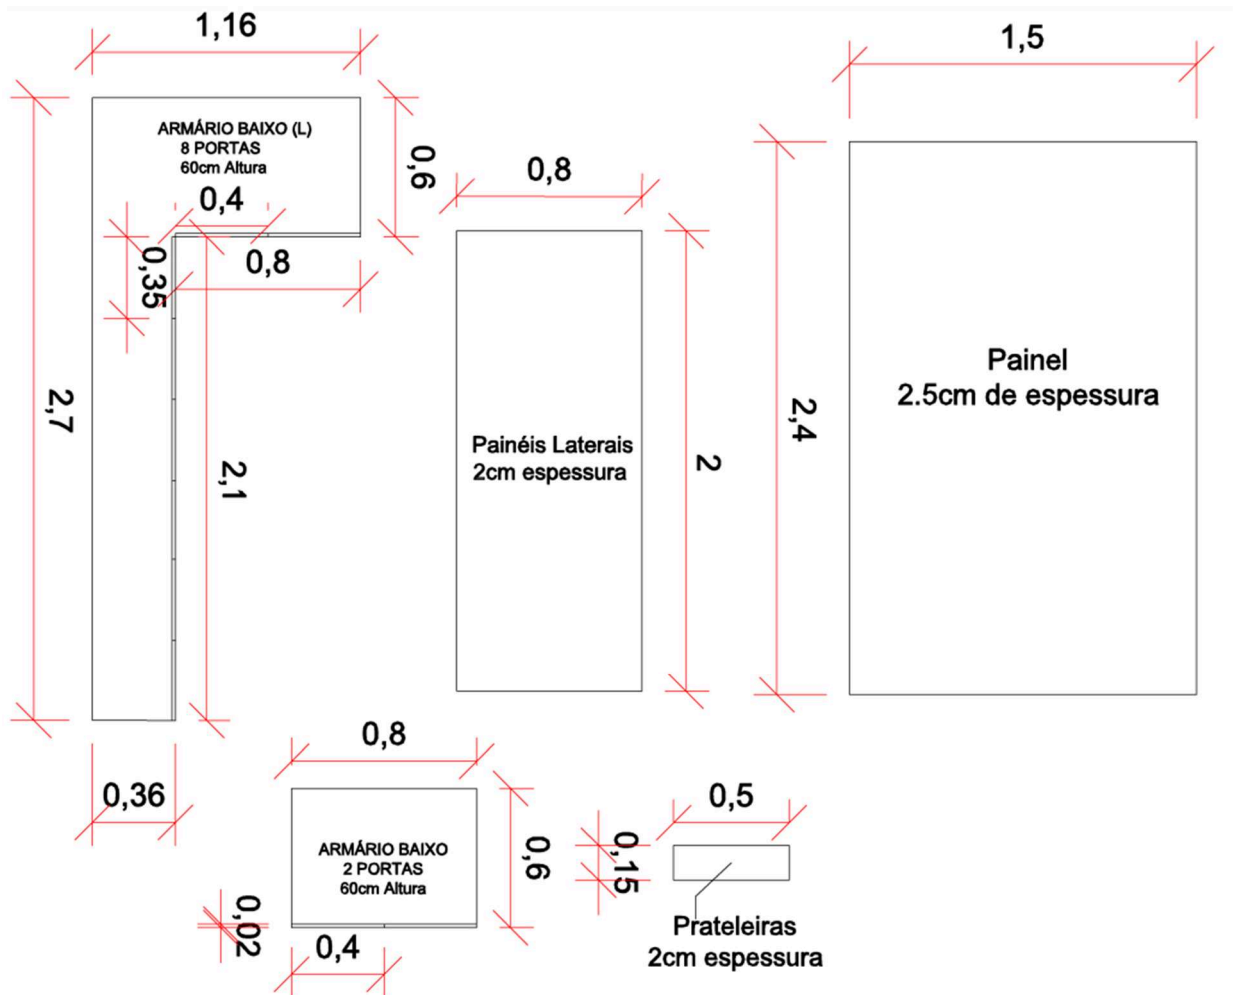 1,16
1,5
ARMÁRIO BAIXO (L)
8 PORTAS
60cm Altura
0,6
0,8
0,4
0,35
0,8
2,7
2,1
Painéis Laterais
2cm espessura
2
2,4
Painel
2.5cm de espessura
0,36
0,8
ARMÁRIO BAIXO
2 PORTAS
60cm Altura
0,6
0,02
0,4
0,5
0,15
Prateleiras
2cm espessura